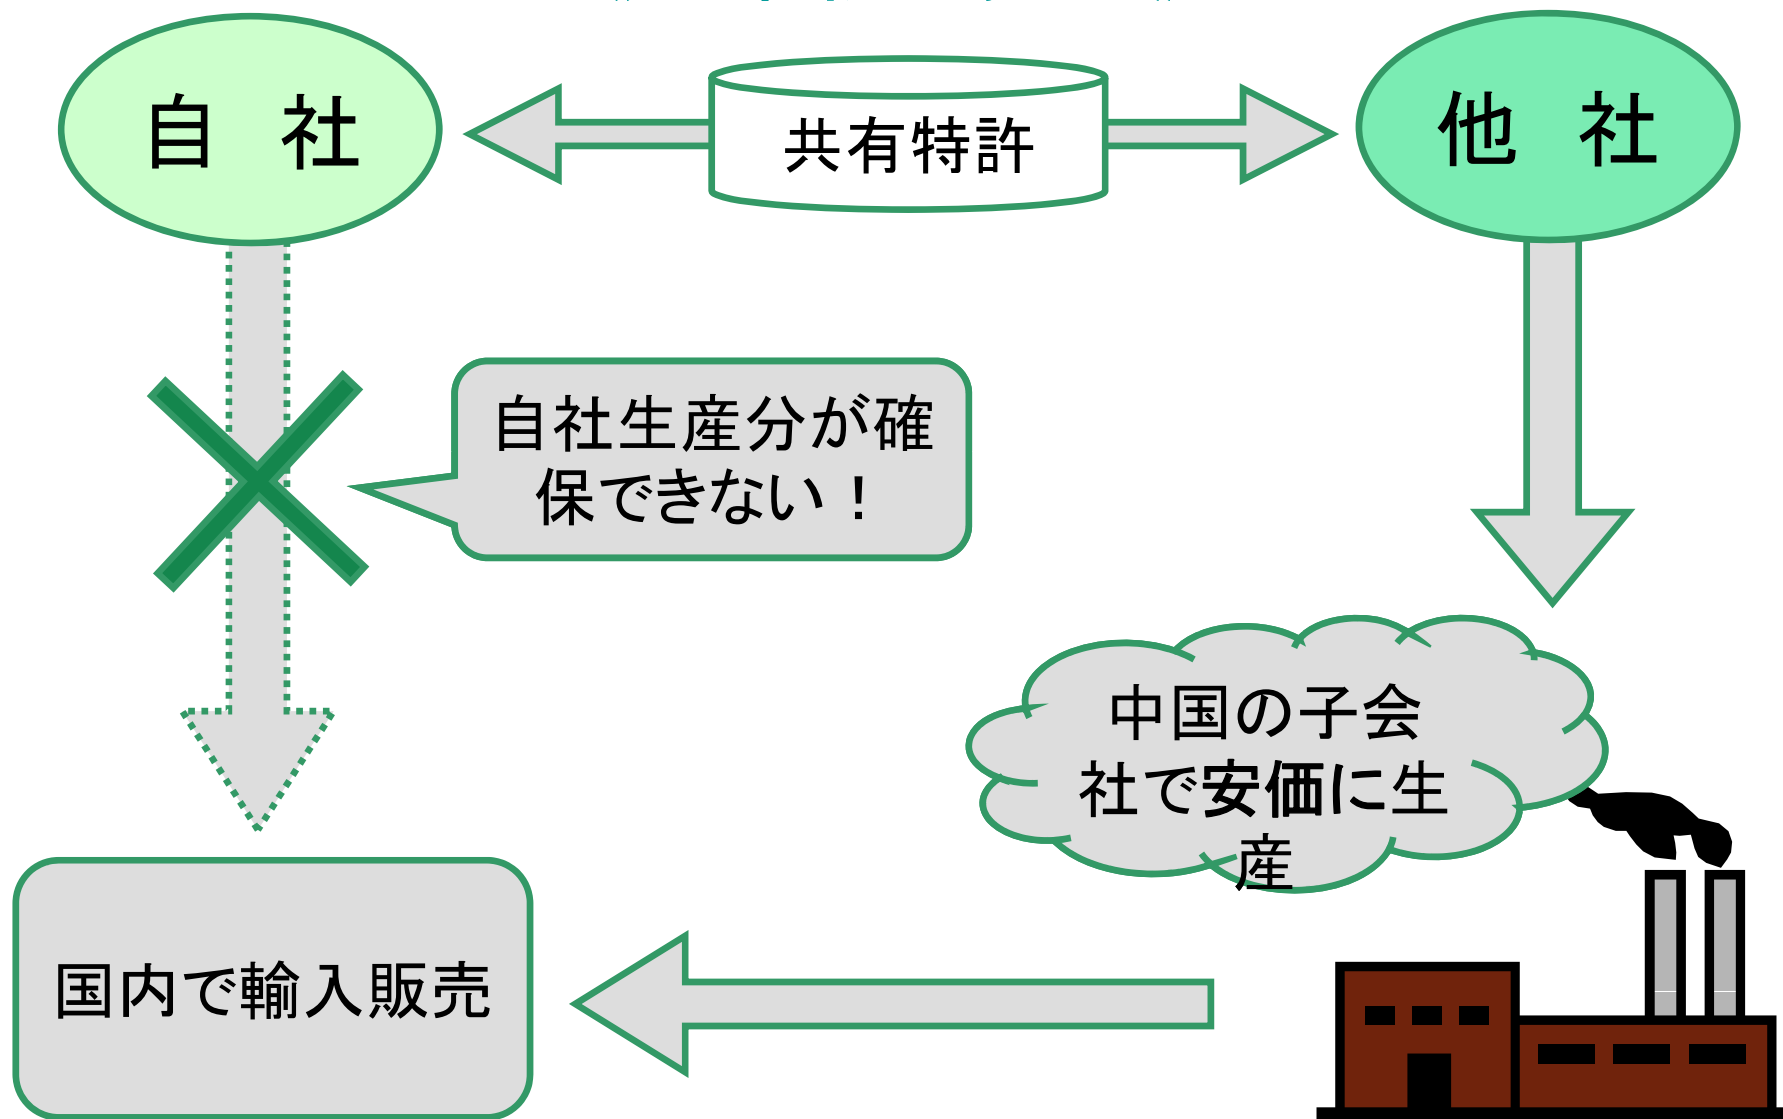 自　社
共有特許
他　社
自社生産分が確
保できない！
中国の子会
社で安価に生
産
国内で輸入販売